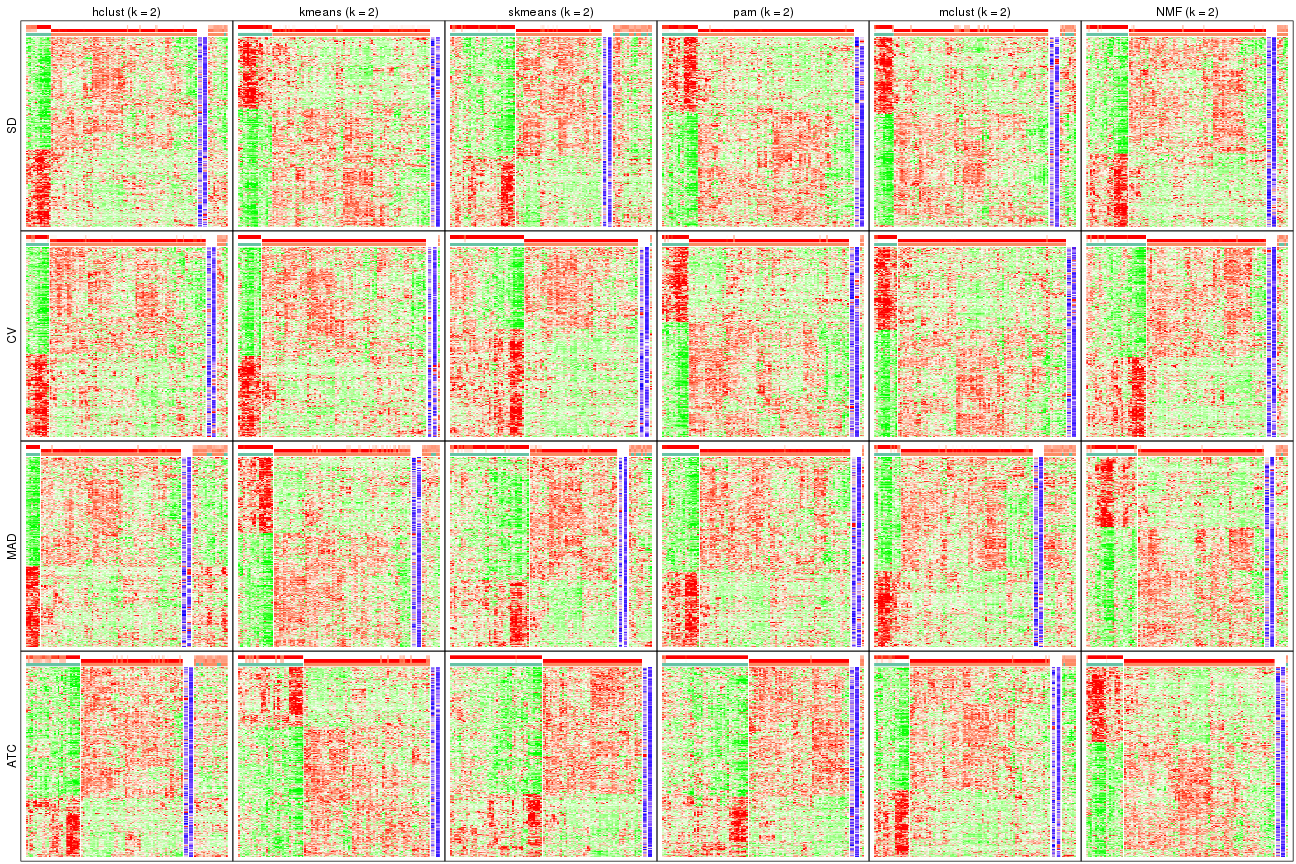 hclust (k = 2) kmeans (k = 2) skmeans (k = 2) pam (k = 2) mclust (k = 2) NMF (k = 2)
SD
CV
MAD
ATC